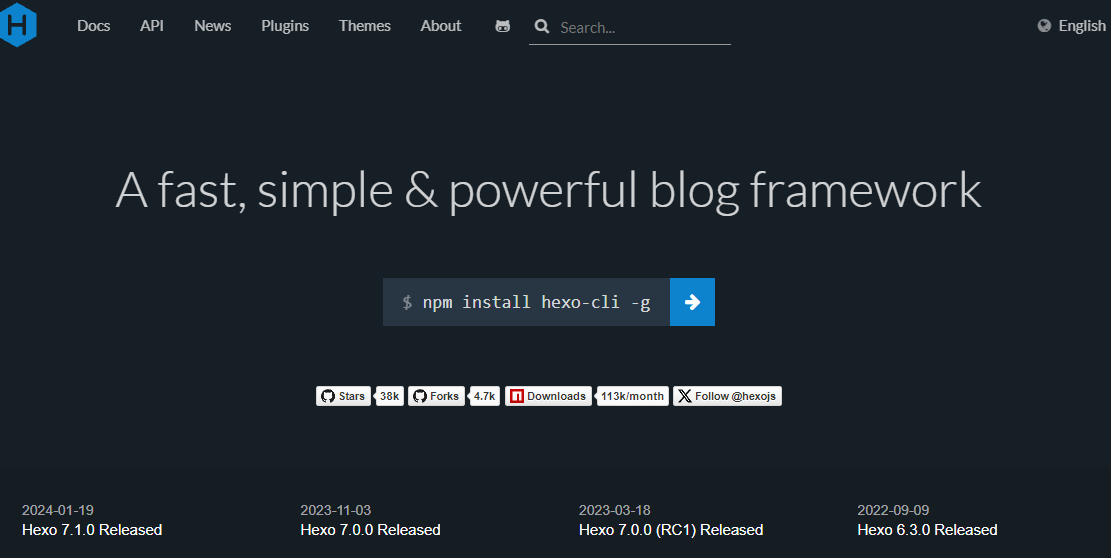 H Docs API News Plugins Themes About Search... English
A fast, simple & powerful blog framework
$ npm install hexo-cli -g
Stars 38k Forks 4.7k Downloads 113k/month Follow @hexojs
2024-01-19 2023-11-03 2023-03-18 2022-09-09
Hexo 7.1.0 Released Hexo 7.0.0 Released Hexo 7.0.0 (RC1) Released Hexo 6.3.0 Released